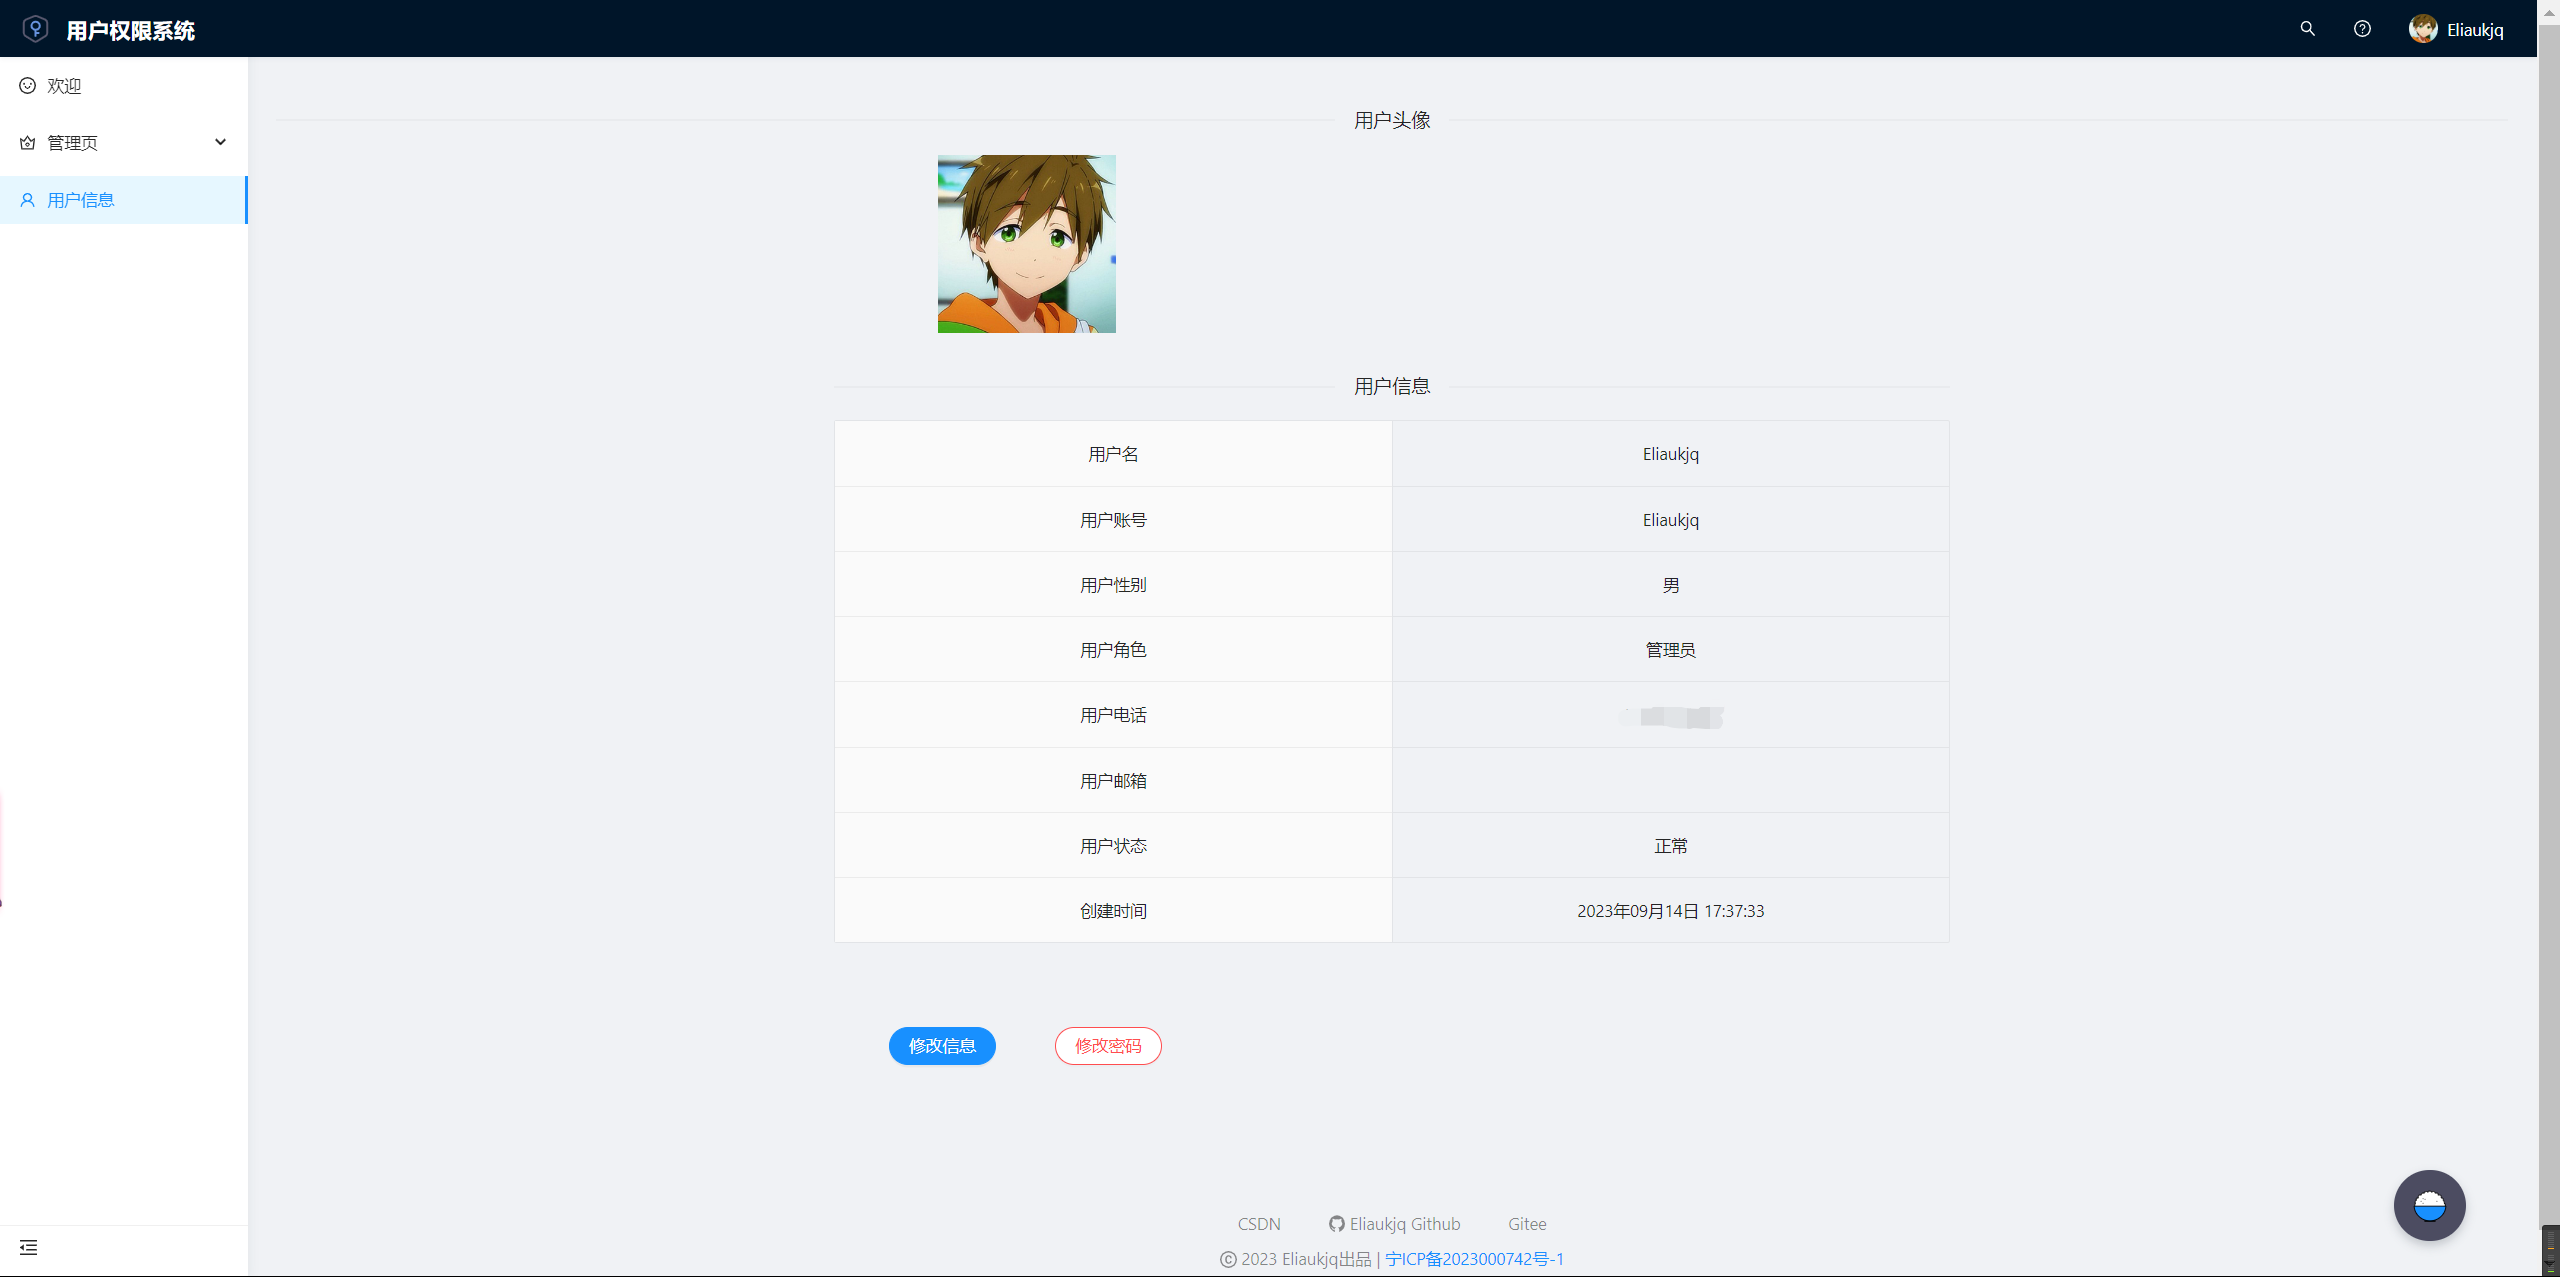 用户权限系统
Eliaukjq
欢迎
管理页
用户信息
用户头像
用户信息
用户名 Eliaukjq
用户账号 Eliaukjq
用户性别 男
用户角色 管理员
用户电话
用户邮箱
用户状态 正常
创建时间 2023年09月14日 17:37:33
修改信息 修改密码
CSDN Eliaukjq Github Gitee
© 2023 Eliaukjq出品 | 宁ICP备2023000742号-1